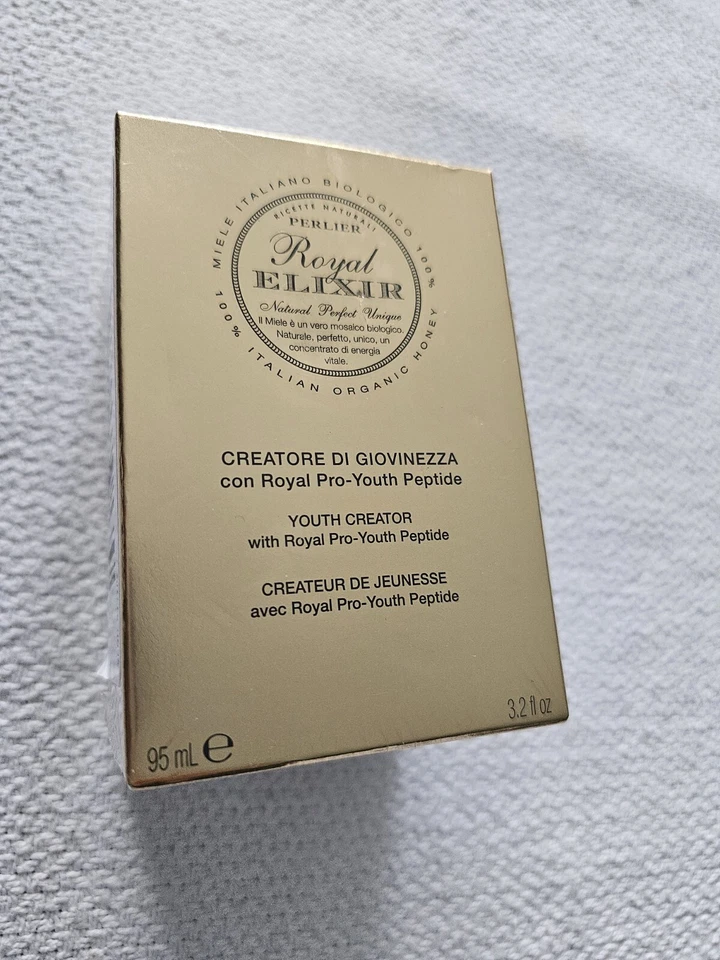 MIELE ITALIANO BIOLOGICO 100%
RICETTE NATURALI
PERLIER
Royal
ELIXIR
Natural Perfect Unique
Il Miele è un vero mosaico biologico.
Naturale, perfetto, unico, un
concentrato di energia
vitale.
100% ITALIAN ORGANIC HONEY
CREATORE DI GIOVINEZZA
con Royal Pro-Youth Peptide
YOUTH CREATOR
with Royal Pro-Youth Peptide
CREATEUR DE JEUNESSE
avec Royal Pro-Youth Peptide
95 mL e
3.2 fl oz